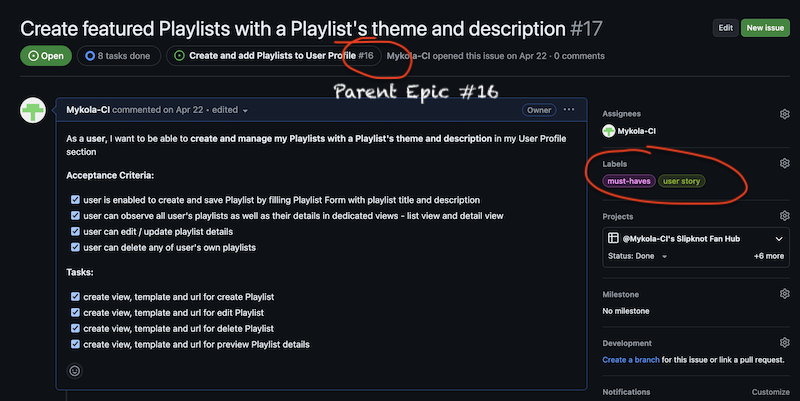 Create featured Playlists with a Playlist's theme and description #17
Edit
New issue
Open
8 tasks done
Create and add Playlists to User Profile #16
Mykola-CI opened this issue on Apr 22 · 0 comments
Parent Epic #16
Mykola-CI commented on Apr 22 • edited
Owner
As a user, I want to be able to create and manage my Playlists with a Playlist's theme and description in my User Profile
section
Acceptance Criteria:
user is enabled to create and save Playlist by filling Playlist Form with playlist title and description
user can observe all user's playlists as well as their details in dedicated views - list view and detail view
user can edit / update playlist details
user can delete any of user's own playlists
Tasks:
create view, template and url for create Playlist
create view, template and url for edit Playlist
create view, template and url for delete Playlist
create view, template and url for preview Playlist details
Assignees
Mykola-CI
Labels
must-haves user story
Projects
@Mykola-CI's Slipknot Fan Hub
Status: Done +6 more
Milestone
No milestone
Development
Create a branch for this issue or link a pull request.
Notifications Customize